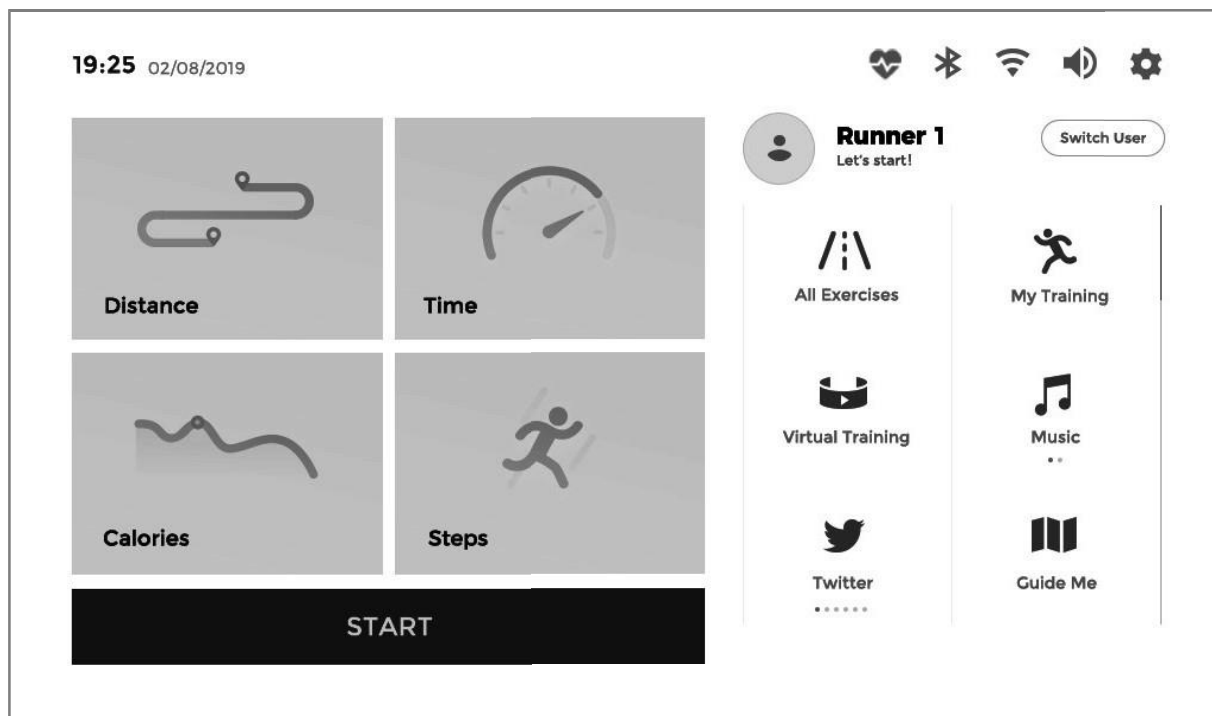 19:25 02/08/2019
Runner 1
Let's start!
Switch User
Distance
Time
Calories
Steps
START
All Exercises
My Training
Virtual Training
Music
Twitter
Guide Me